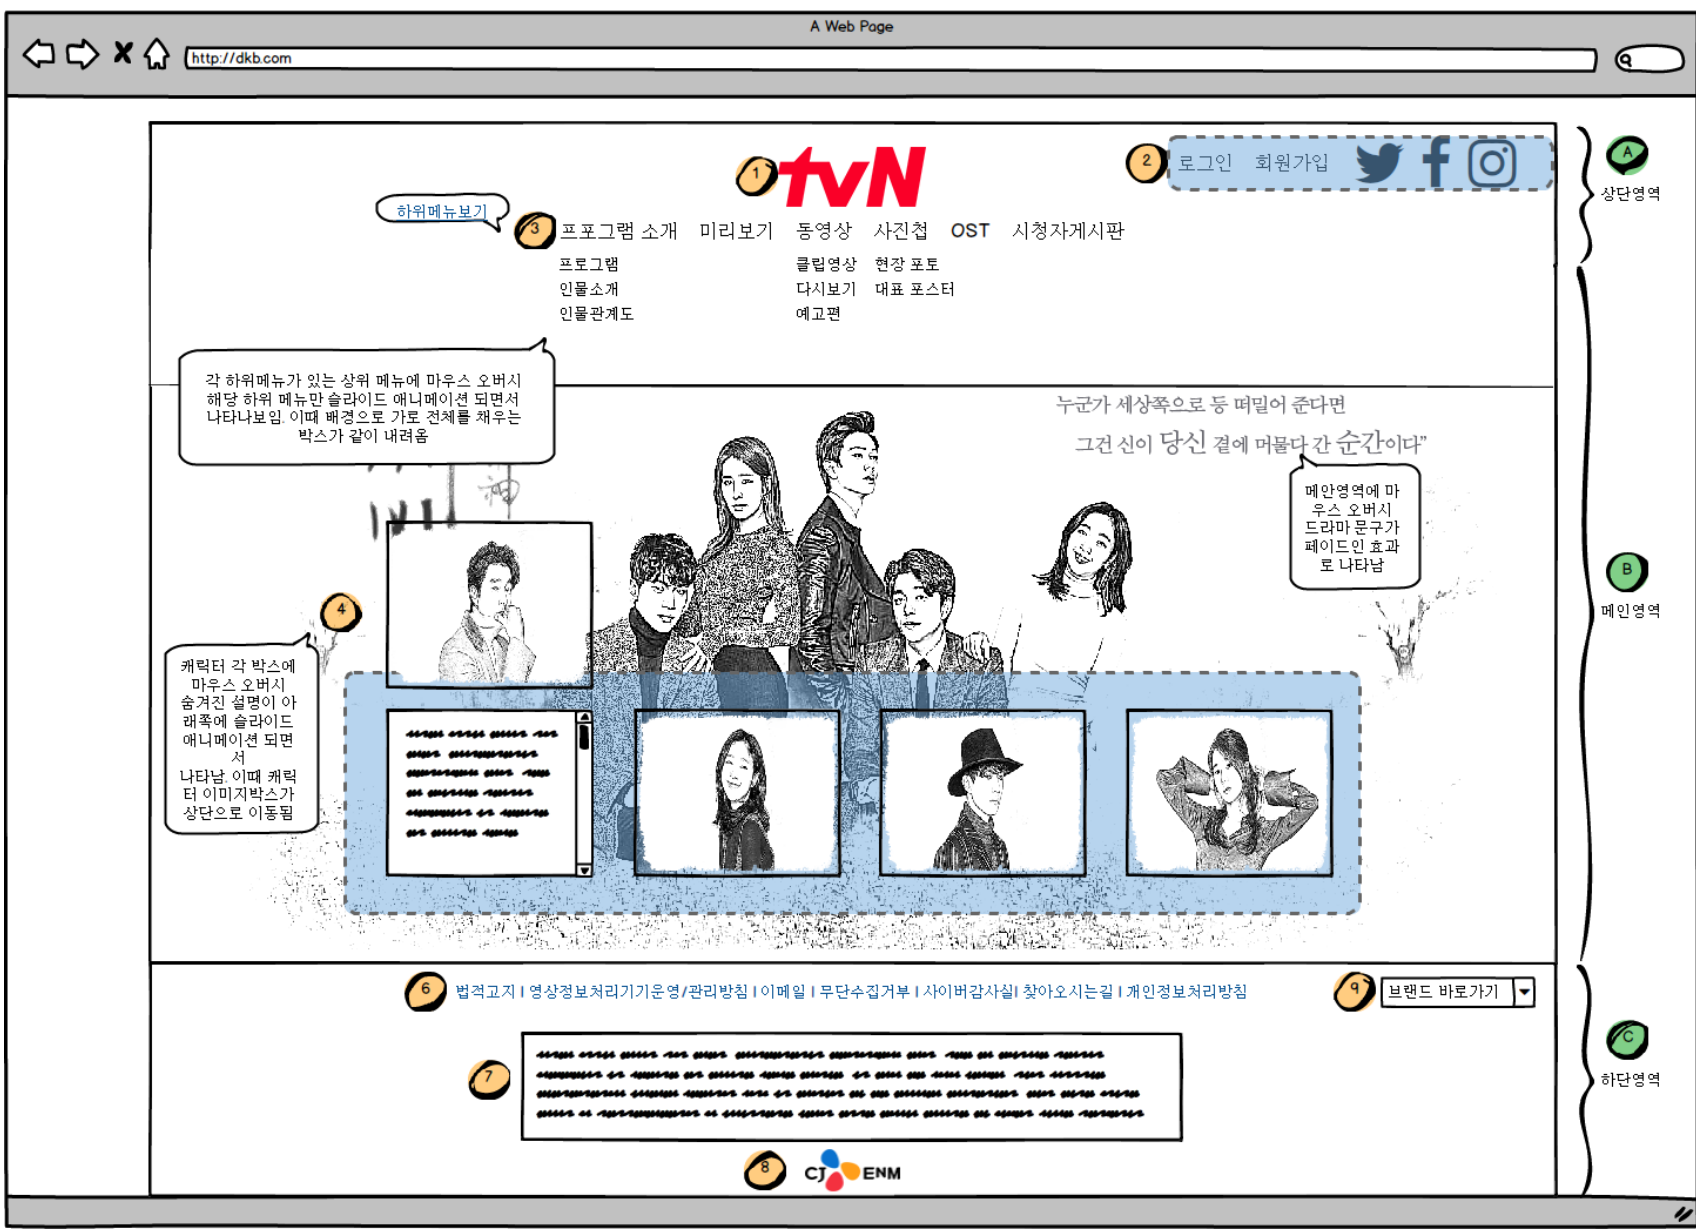 A Web Page
http://dkb.com
1
tvN
2
로그인 회원가입
A
상단영역
하위메뉴보기
3
프포그램 소개 미리보기 동영상 사진첩 OST 시청자게시판
프로그램 클립영상 현장 포토
인물소개 다시보기 대표 포스터
인물관계도 예고편
각 하위메뉴가 있는 상위 메뉴에 마우스 오버시
해당 하위 메뉴만 슬라이드 애니메이션 되면서
나타나보임. 이때 배경으로 가로 전체를 채우는
박스가 같이 내려옴
누군가 세상쪽으로 등 떠밀어 준다면
그건 신이 당신 곁에 머물다 간 순간이다"
메안영역에 마
우스 오버시
드라마 문구가
페이드인 효과
로 나타남
神
B
메인영역
4
캐릭터 각 박스에
마우스 오버시
숨겨진 설명이 아
래쪽에 슬라이드
애니메이션 되면
서
나타남. 이때 캐릭
터 이미지박스가
상단으로 이동됨
6
법적고지 I 영상정보처리기기운영/관리방침 I 이메일 I 무단수집거부 I 사이버감사실I 찾아오시는길 I 개인정보처리방침
9
브랜드 바로가기
7
C
하단영역
8
CJ ENM